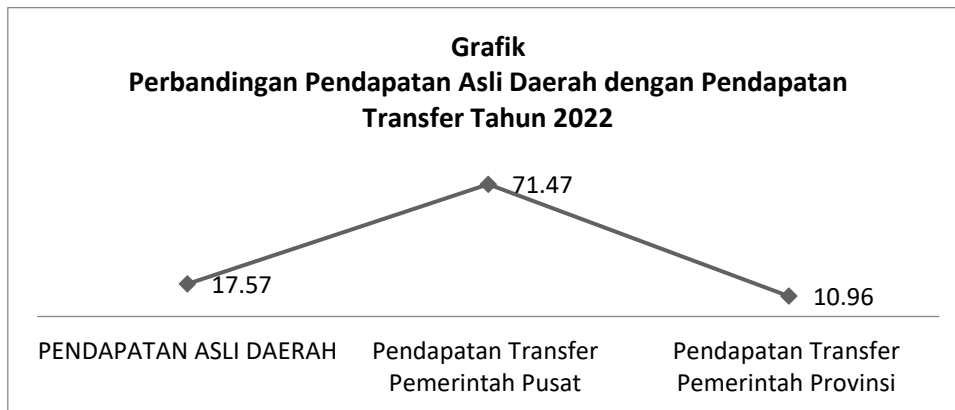 Grafik
Perbandingan Pendapatan Asli Daerah dengan Pendapatan
Transfer Tahun 2022
71.47
17.57
10.96
PENDAPATAN ASLI DAERAH
Pendapatan Transfer
Pemerintah Pusat
Pendapatan Transfer
Pemerintah Provinsi